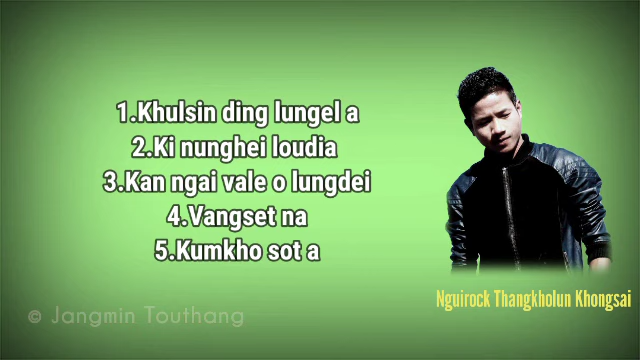 1.Khulsin ding lungel a
2.Ki nunghei loudia
3.Kan ngai vale o lungdei
4.Vangset na
5.Kumkho sot a
Nguirock Thangkholun Khongsai
© Jangmin Touthang